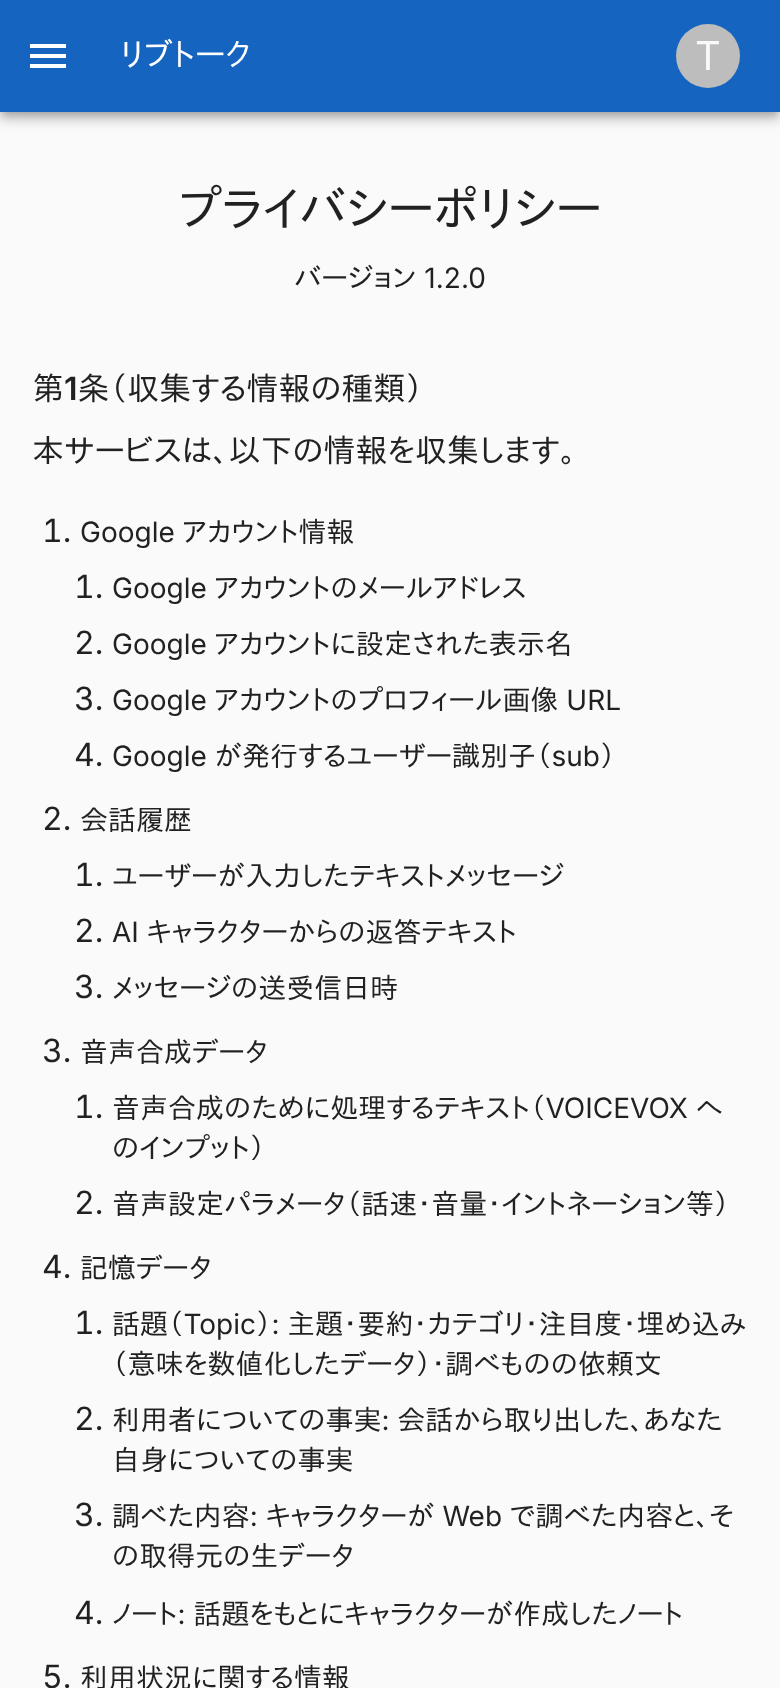 リブトーク
T
プライバシーポリシー
バージョン 1.2.0
第1条（収集する情報の種類）
本サービスは、以下の情報を収集します。
1. Google アカウント情報
1. Google アカウントのメールアドレス
2. Google アカウントに設定された表示名
3. Google アカウントのプロフィール画像 URL
4. Google が発行するユーザー識別子（sub）
2. 会話履歴
1. ユーザーが入力したテキストメッセージ
2. AI キャラクターからの返答テキスト
3. メッセージの送受信日時
3. 音声合成データ
1. 音声合成のために処理するテキスト（VOICEVOX へ
のインプット）
2. 音声設定パラメータ（話速・音量・イントネーション等）
4. 記憶データ
1. 話題（Topic）: 主題・要約・カテゴリ・注目度・埋め込み
（意味を数値化したデータ）・調べものの依頼文
2. 利用者についての事実: 会話から取り出した、あなた
自身についての事実
3. 調べた内容: キャラクターが Web で調べた内容と、そ
の取得元の生データ
4. ノート: 話題をもとにキャラクターが作成したノート
5. 利用状況に関する情報